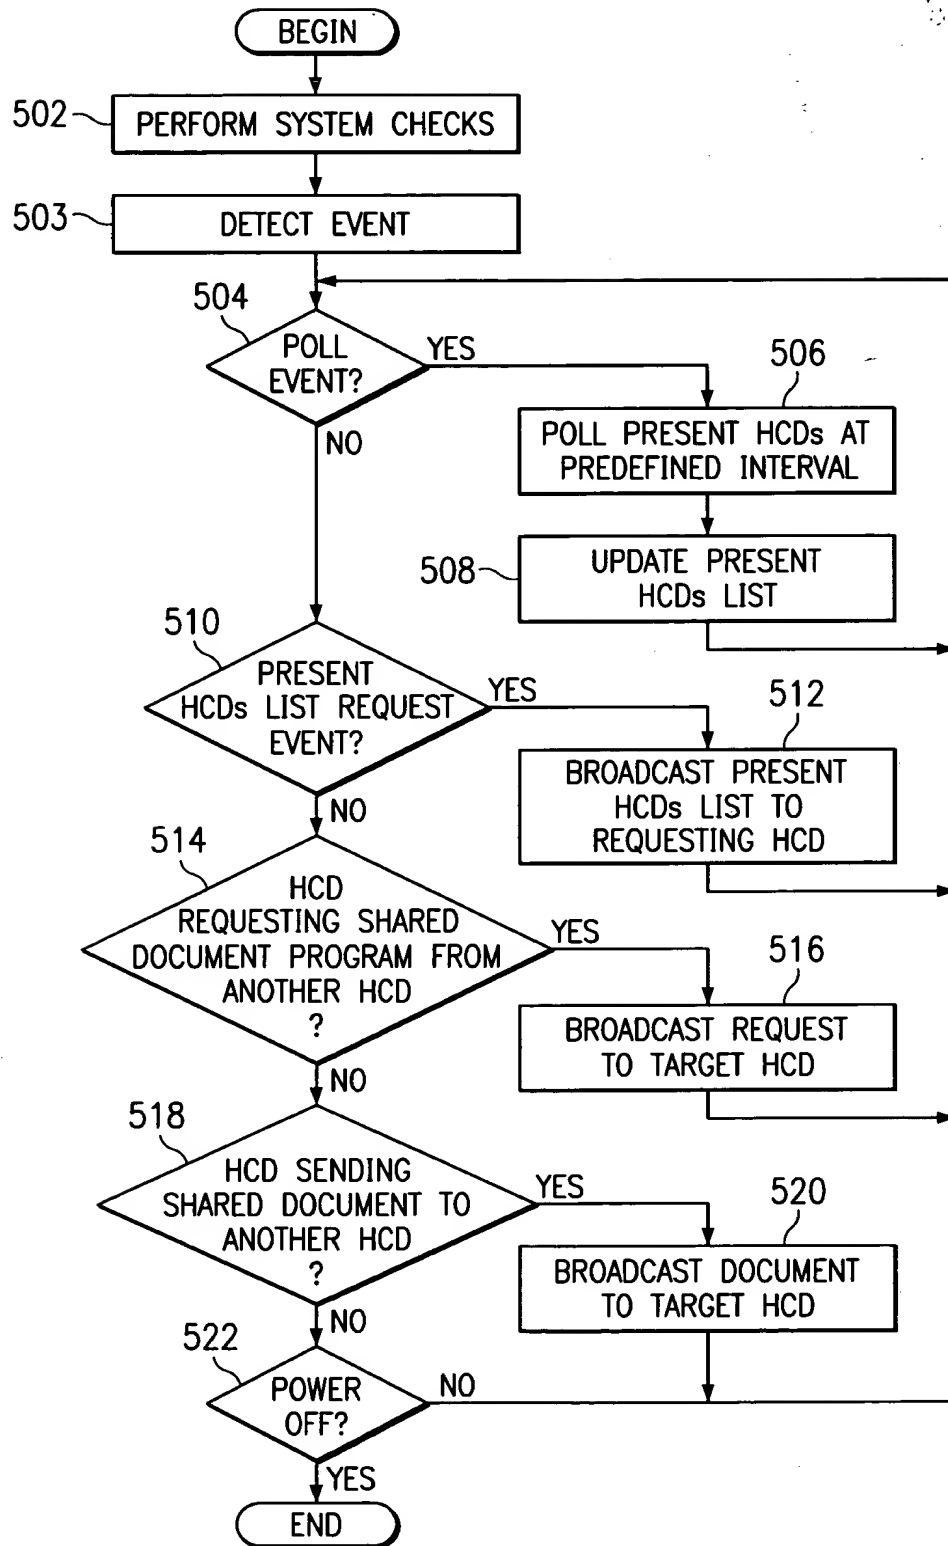 BEGIN
502
PERFORM SYSTEM CHECKS
503
DETECT EVENT
504
POLL
EVENT?
YES
NO
506
POLL PRESENT HCDs AT
PREDEFINED INTERVAL
508
UPDATE PRESENT
HCDs LIST
510
PRESENT
HCDs LIST REQUEST
EVENT?
YES
NO
512
BROADCAST PRESENT
HCDs LIST TO
REQUESTING HCD
514
HCD
REQUESTING SHARED
DOCUMENT PROGRAM FROM
ANOTHER HCD
?
YES
NO
516
BROADCAST REQUEST
TO TARGET HCD
518
HCD SENDING
SHARED DOCUMENT TO
ANOTHER HCD
?
YES
NO
520
BROADCAST DOCUMENT
TO TARGET HCD
522
POWER
OFF?
NO
YES
END